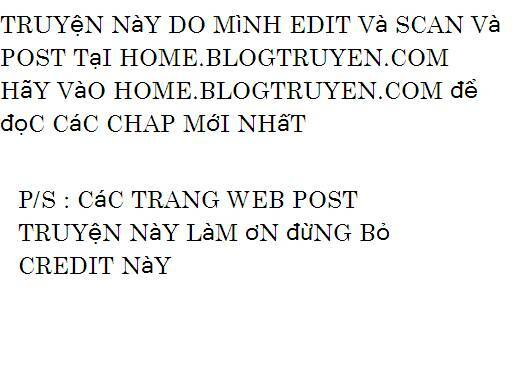 TRUYệN NàY DO MìNH EDIT Và SCAN Và
POST TạI HOME.BLOGTRUYEN.COM
HãY VàO HOME.BLOGTRUYEN.COM để
đọC CáC CHAP MớI NHấT
P/S : CáC TRANG WEB POST
TRUYệN NàY LàM ơN đừNG Bỏ
CREDIT NàY